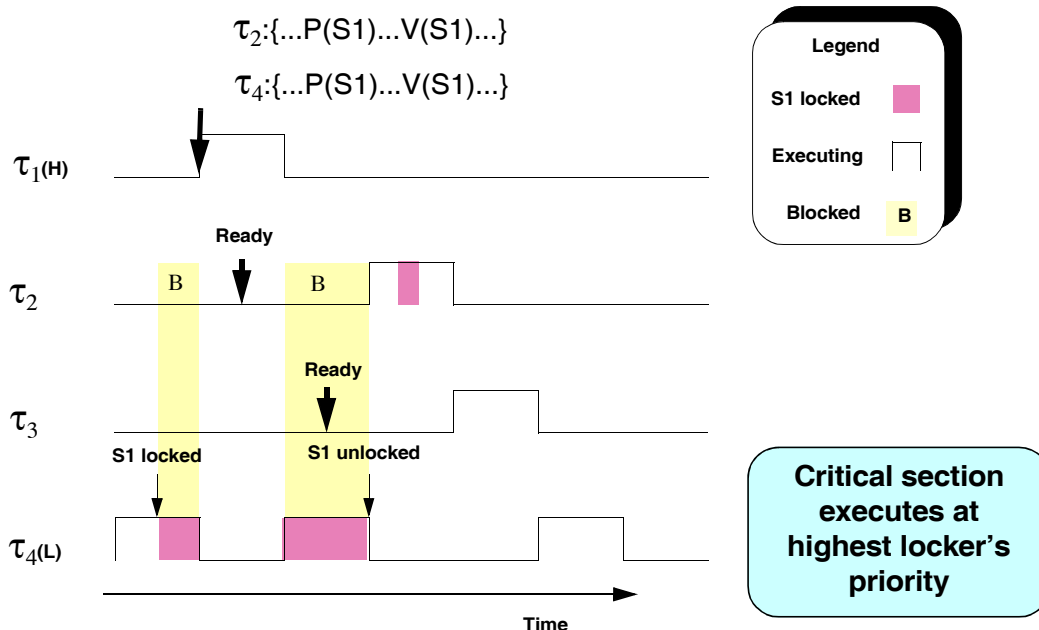 τ2:{...P(S1)...V(S1)...}
τ4:{...P(S1)...V(S1)...}
Legend
S1 locked
Executing
Blocked B
τ1(H)
Ready
τ2
B B
Ready
τ3
S1 locked S1 unlocked
τ4(L)
Time
Critical section
executes at
highest locker's
priority